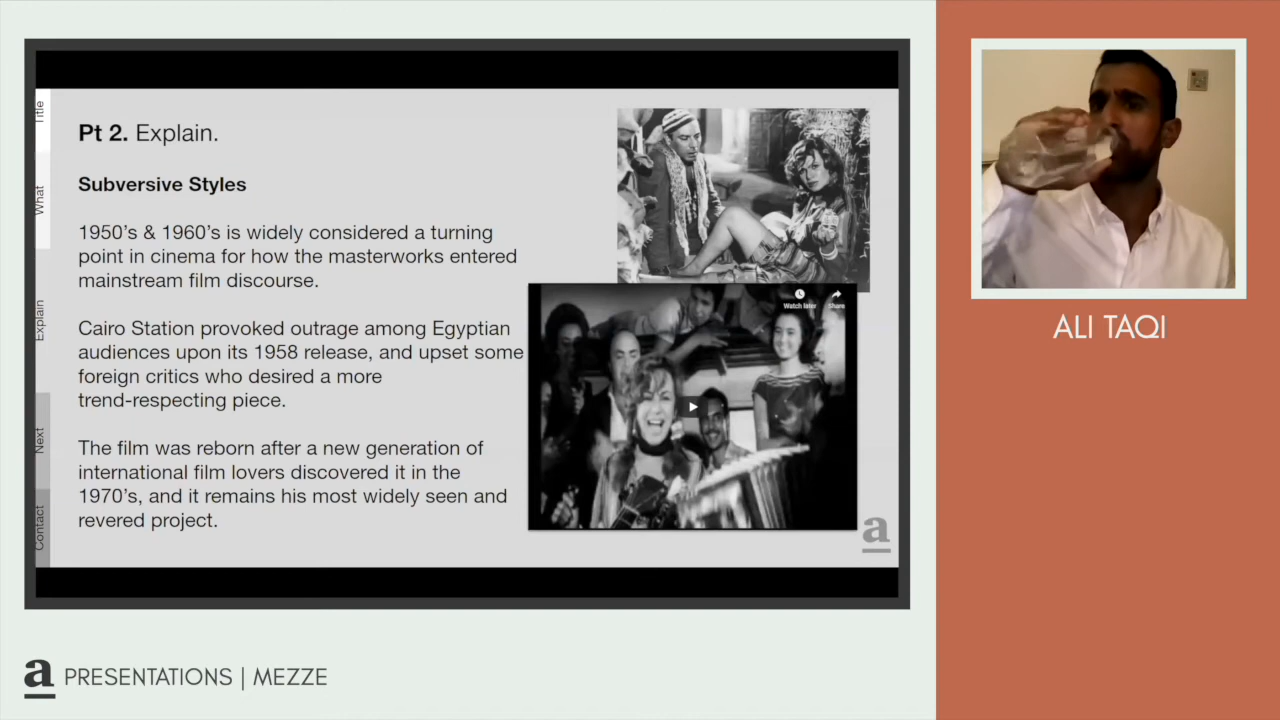 Title
What
Explain
Next
Contact
Pt 2. Explain.
Subversive Styles
1950's & 1960's is widely considered a turning
point in cinema for how the masterworks entered
mainstream film discourse.
Cairo Station provoked outrage among Egyptian
audiences upon its 1958 release, and upset some
foreign critics who desired a more
trend-respecting piece.
The film was reborn after a new generation of
international film lovers discovered it in the
1970's, and it remains his most widely seen and
revered project.
Watch later
Share
a
ALI TAQI
a PRESENTATIONS | MEZZE